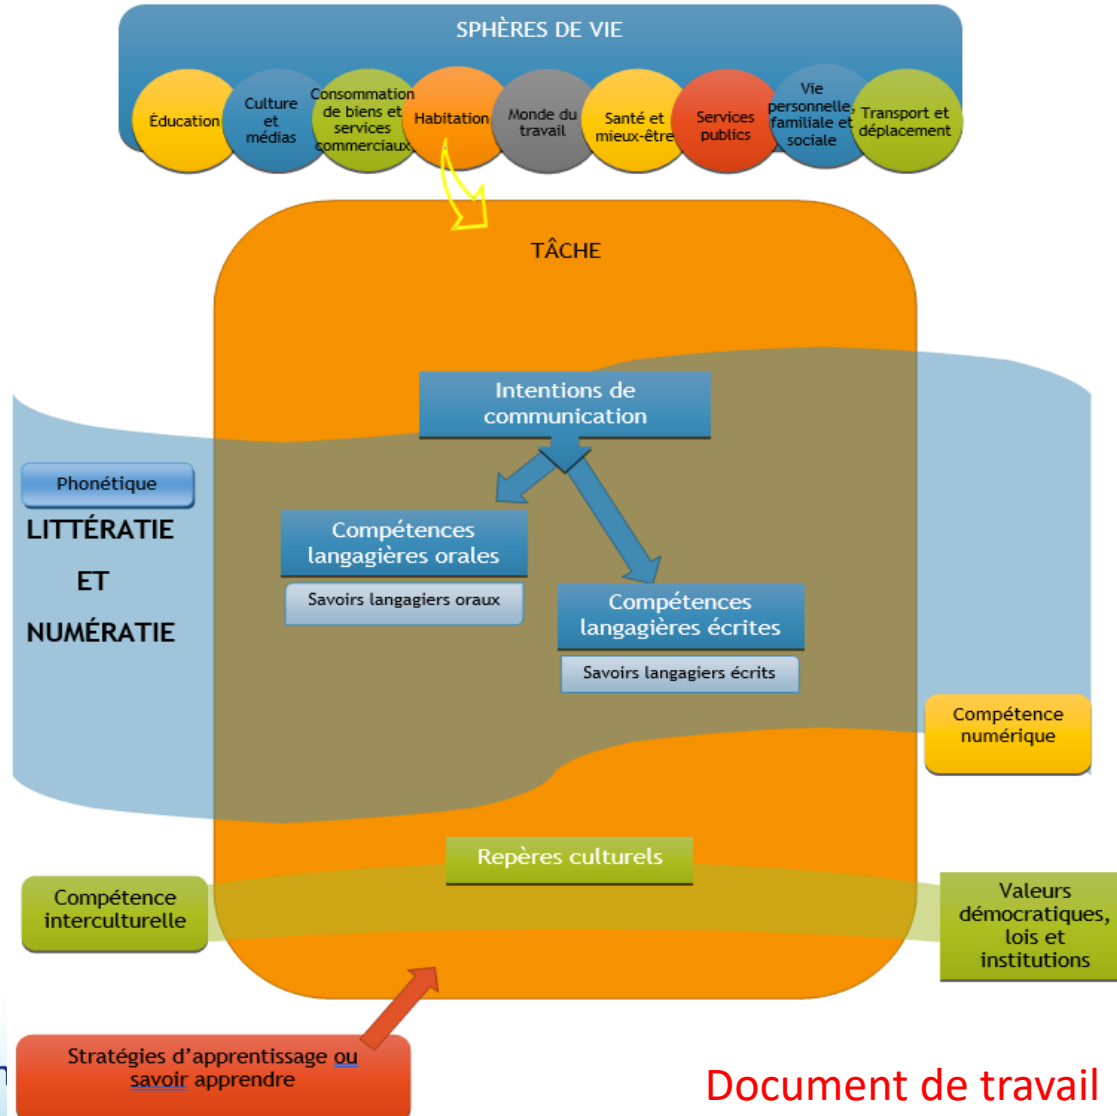 SPHÈRES DE VIE
Éducation
Culture
et
médias
Consommation
de biens et
services
commerciaux
Habitation
Monde du
travail
Santé et
mieux-être
Services
publics
Vie
personnelle,
familiale et
sociale
Transport et
déplacement
TÂCHE
Intentions de
communication
Phonétique
LITTÉRATIE
ET
NUMÉRATIE
Compétences
langagières orales
Savoirs langagiers oraux
Compétences
langagières écrites
Savoirs langagiers écrits
Compétence
numérique
Repères culturels
Compétence
interculturelle
Valeurs
démocratiques,
lois et
institutions
Stratégies d'apprentissage ou
savoir apprendre
Document de travail